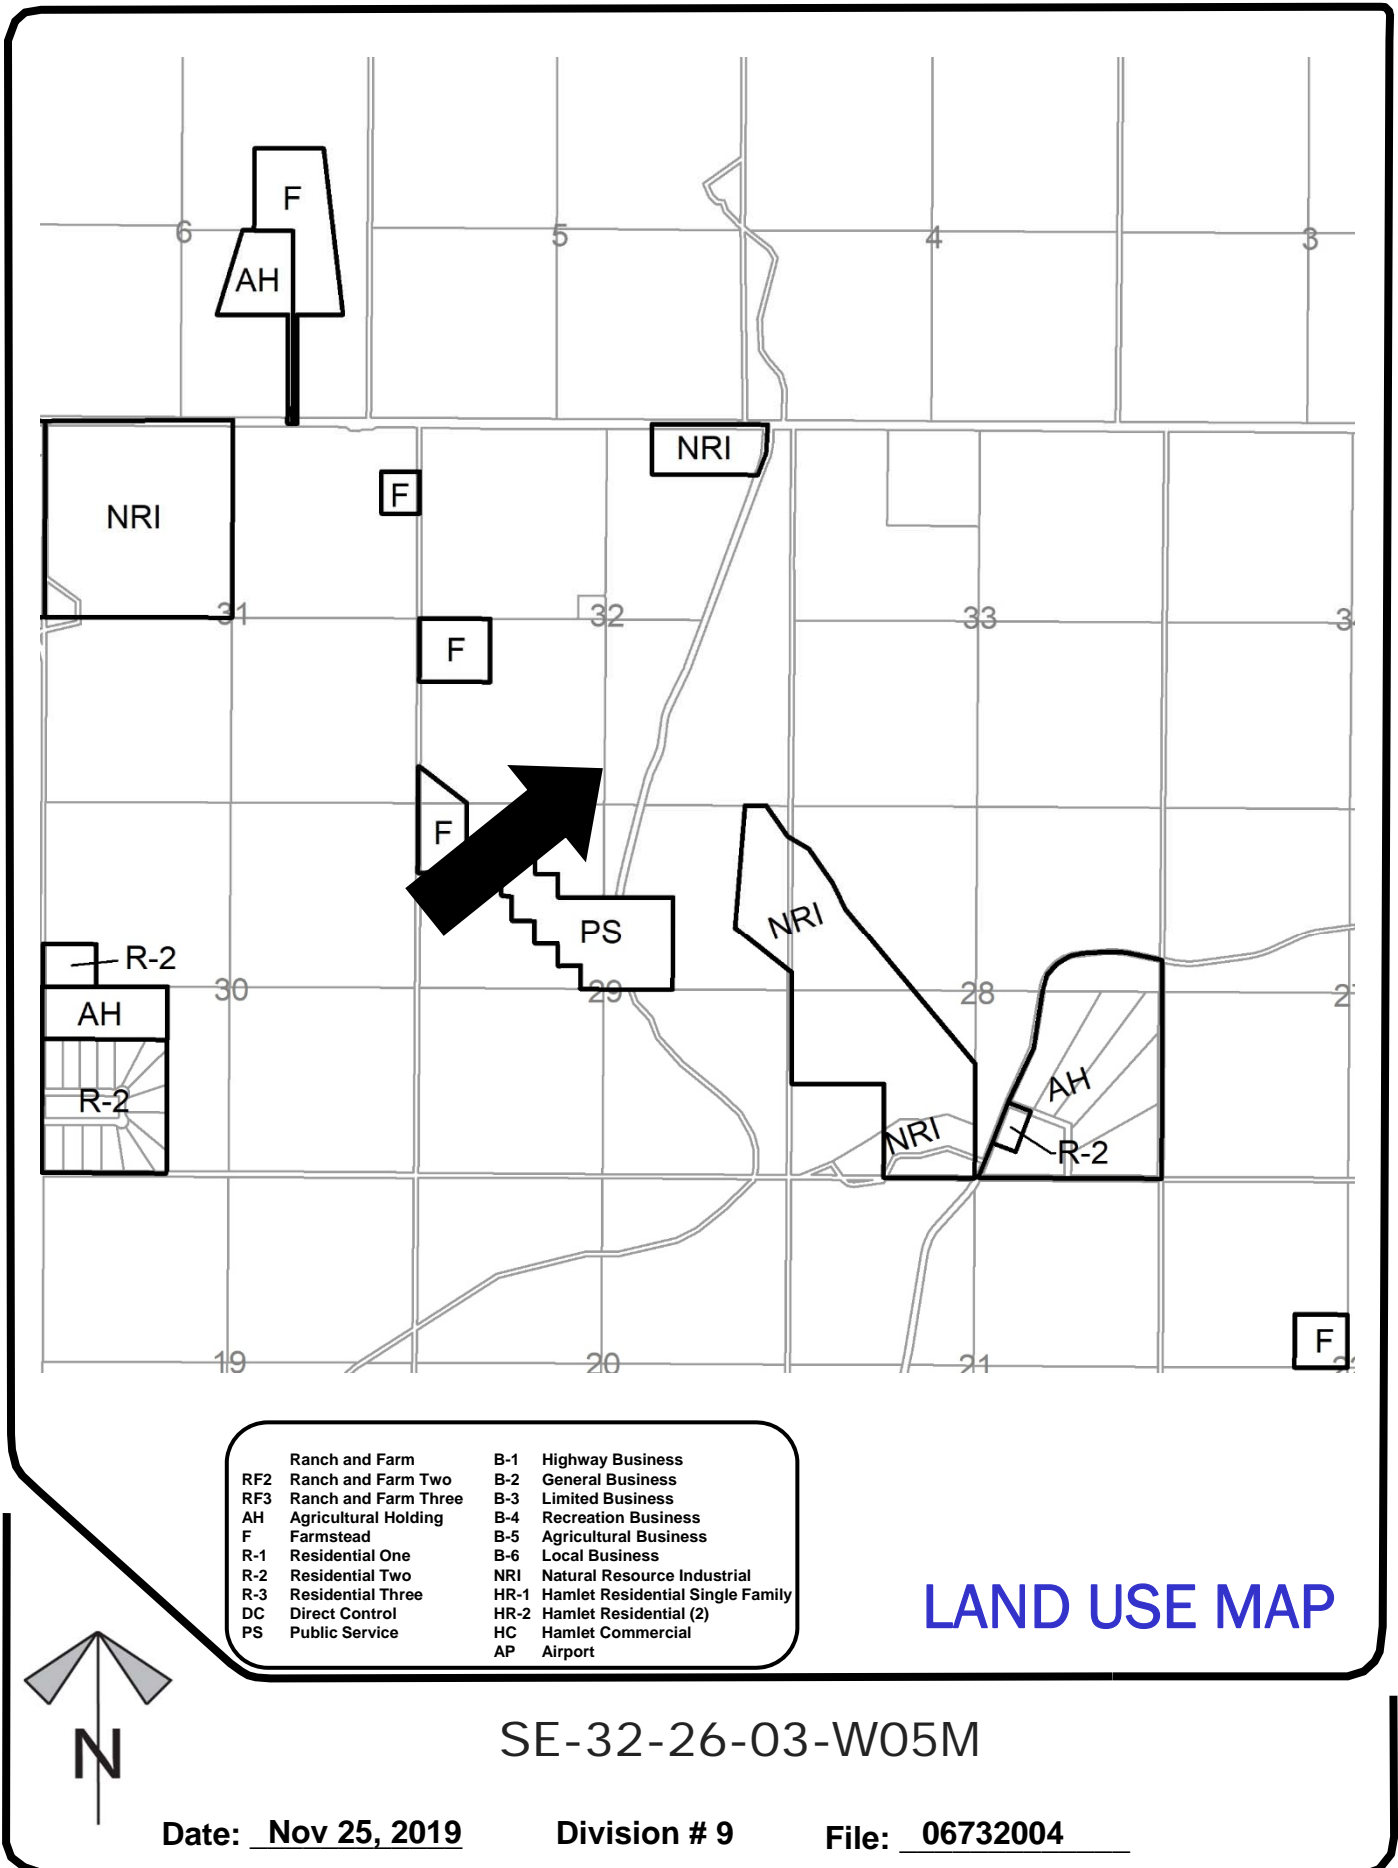 F
6
5
4
3
AH
NRI
NRI
F
31
32
33
3
F
F
PS
NRI
R-2
30
29
28
2
AH
AH
R-2
NRI
R-2
F
19
20
21
Ranch and Farm
RF2 Ranch and Farm Two
RF3 Ranch and Farm Three
AH Agricultural Holding
F Farmstead
R-1 Residential One
R-2 Residential Two
R-3 Residential Three
DC Direct Control
PS Public Service
B-1 Highway Business
B-2 General Business
B-3 Limited Business
B-4 Recreation Business
B-5 Agricultural Business
B-6 Local Business
NRI Natural Resource Industrial
HR-1 Hamlet Residential Single Family
HR-2 Hamlet Residential (2)
HC Hamlet Commercial
AP Airport
LAND USE MAP
N
SE-32-26-03-W05M
Date: Nov 25, 2019 Division # 9 File: 06732004